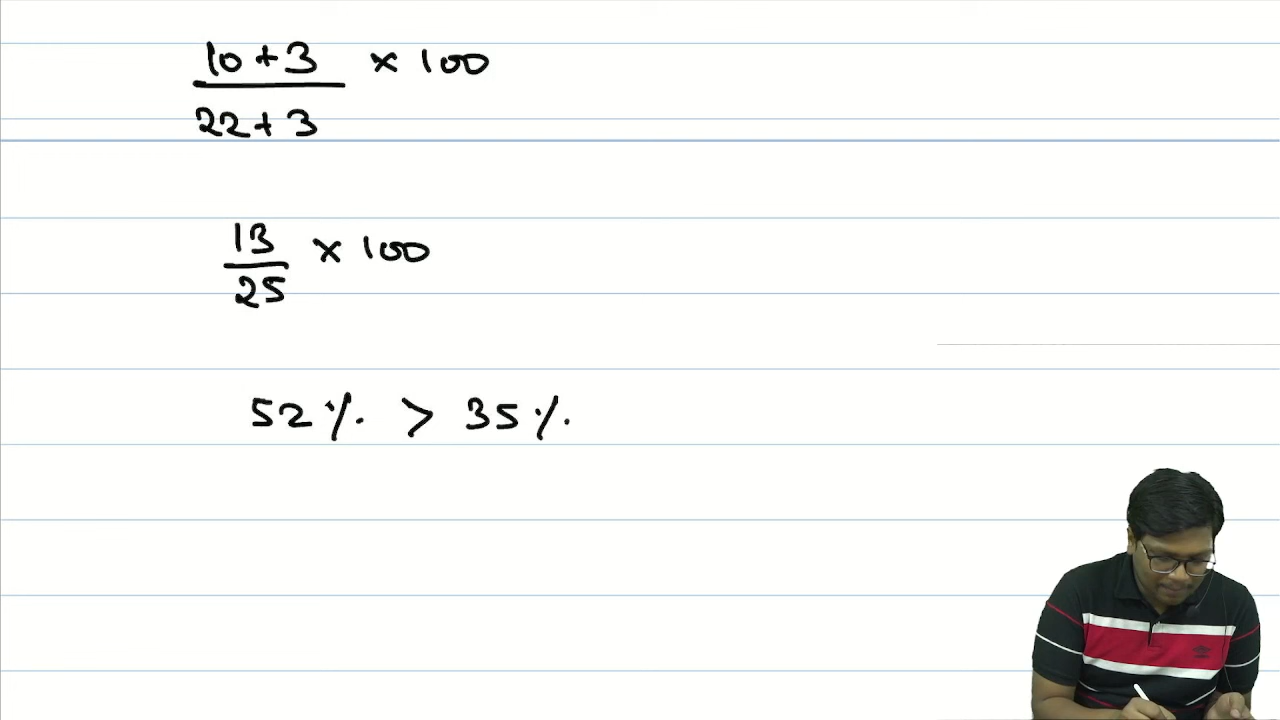 10 + 3 × 100
22 + 3
13 × 100
25
52 % > 35 %